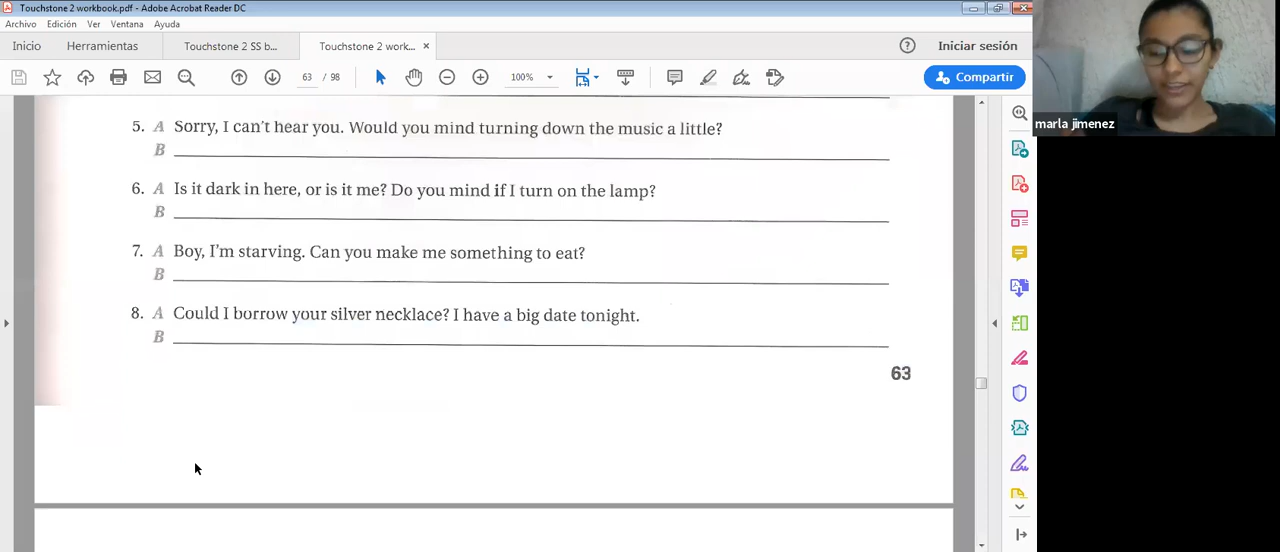 Touchstone 2 workbook.pdf - Adobe Acrobat Reader DC
Archivo Edición Ver Ventana Ayuda
Inicio Herramientas Touchstone 2 SS b... Touchstone 2 work... × ? Iniciar sesión
63 / 98 100% Compartir
marla jimenez
5. A Sorry, I can't hear you. Would you mind turning down the music a little?
B
6. A Is it dark in here, or is it me? Do you mind if I turn on the lamp?
B
7. A Boy, I'm starving. Can you make me something to eat?
B
8. A Could I borrow your silver necklace? I have a big date tonight.
B
63